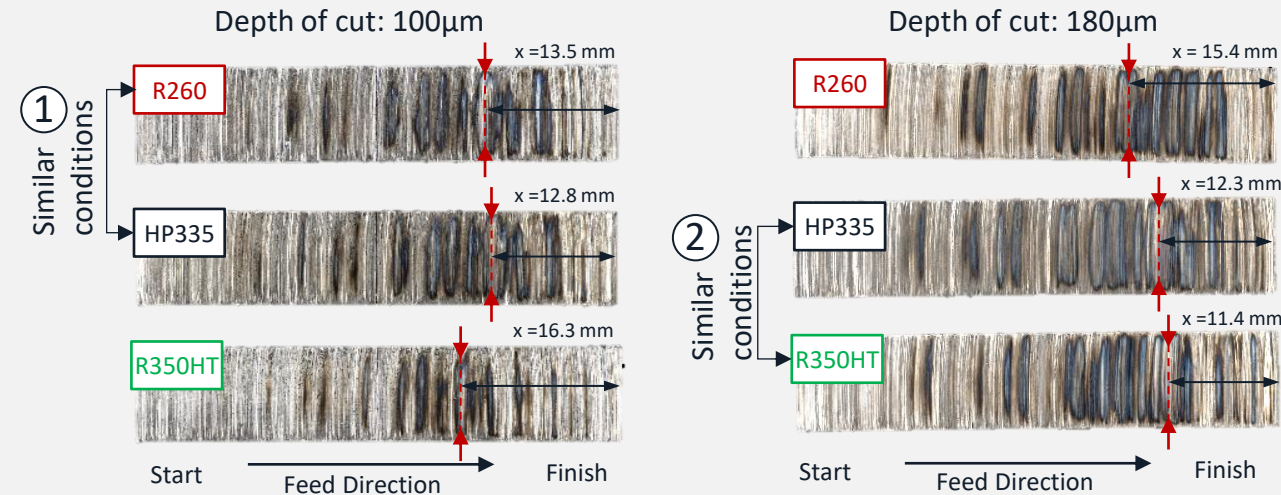 Depth of cut: 100μm
x =13.5 mm
R260
1
Similar
conditions
x =12.8 mm
HP335
x =16.3 mm
R350HT
Start
Feed Direction
Finish
Depth of cut: 180μm
x = 15.4 mm
R260
x =12.3 mm
HP335
2
Similar
conditions
x =11.4 mm
R350HT
Start
Feed Direction
Finish